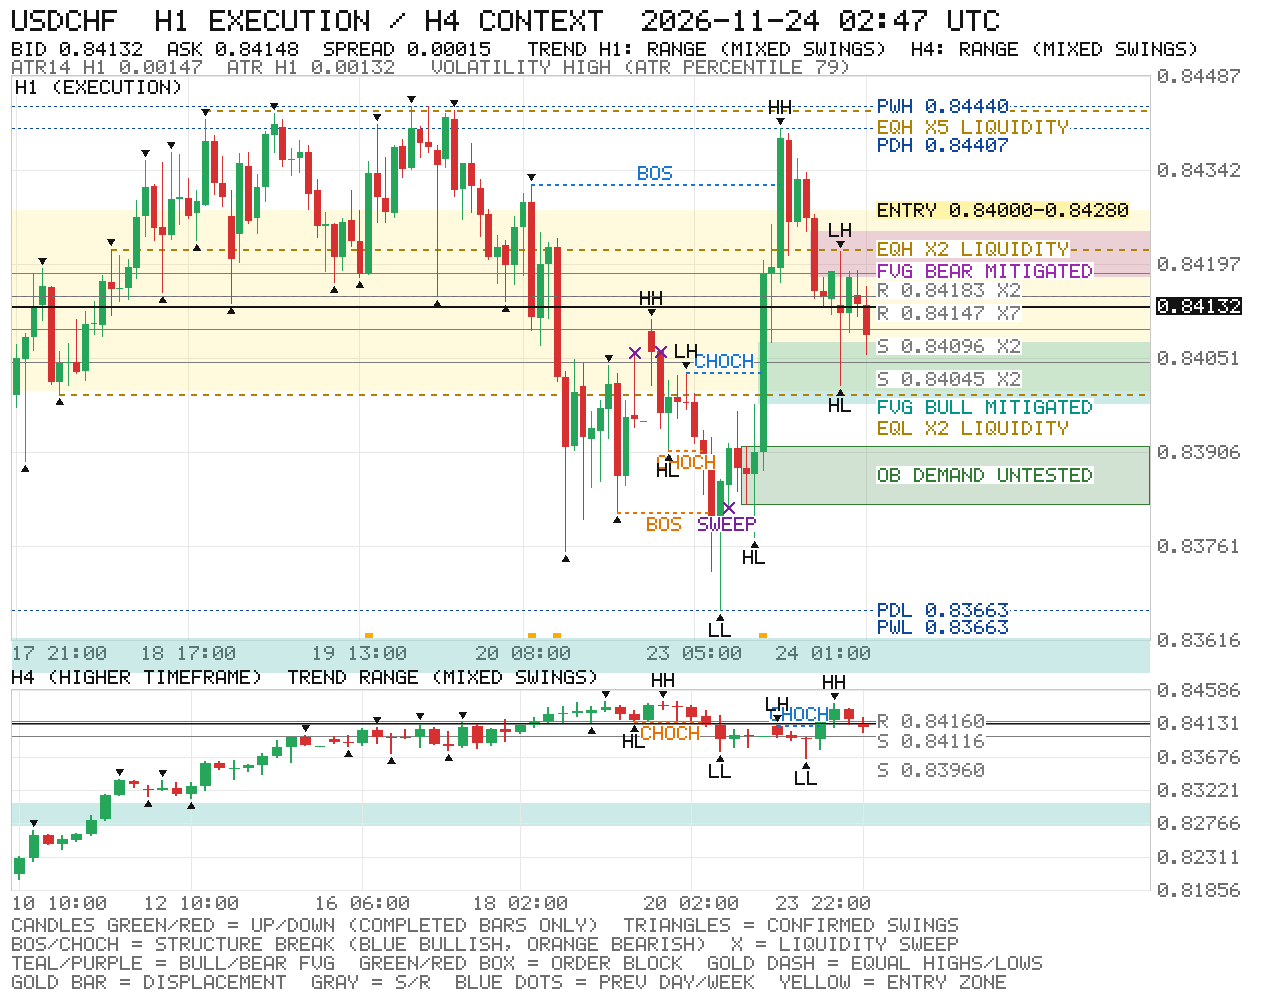 USDCHF  H1 EXECUTION / H4 CONTEXT  2026-11-24 02:47 UTC
BID 0.84132  ASK 0.84148  SPREAD 0.00015  TREND H1: RANGE (MIXED SWINGS)  H4: RANGE (MIXED SWINGS)
ATR14 H1 0.00147  ATR H1 0.00132  VOLATILITY HIGH (ATR PERCENTILE 79)
0.84487
H1 (EXECUTION)
PWH 0.84440
HH
EQH X5 LIQUIDITY
PDH 0.84407
0.84342
BOS
ENTRY 0.84000-0.84280
LH
EQH X2 LIQUIDITY
0.84197
FVG BEAR MITIGATED
R 0.84183 X2
HH
0.84132
R 0.84147 X7
S 0.84096 X2
LH
CHOCH
0.84051
S 0.84045 X2
HL
FVG BULL MITIGATED
EQL X2 LIQUIDITY
0.83906
CHOCH
HL
OB DEMAND UNTESTED
BOS
SWEEP
0.83761
HL
PDL 0.83663
PWL 0.83663
LL
0.83616
17 21:00
18 17:00
19 13:00
20 08:00
23 05:00
24 01:00
H4 (HIGHER TIMEFRAME)  TREND RANGE (MIXED SWINGS)
HH
HH
0.84586
LH
CHOCH
R 0.84160
0.84131
CHOCH
HL
S 0.84116
0.83676
LL
LL
S 0.83960
0.83221
0.82766
0.82311
0.81856
10 10:00
12 10:00
16 06:00
18 02:00
20 02:00
23 22:00
CANDLES GREEN/RED = UP/DOWN (COMPLETED BARS ONLY)  TRIANGLES = CONFIRMED SWINGS
BOS/CHOCH = STRUCTURE BREAK (BLUE BULLISH, ORANGE BEARISH)  X = LIQUIDITY SWEEP
TEAL/PURPLE = BULL/BEAR FVG  GREEN/RED BOX = ORDER BLOCK  GOLD DASH = EQUAL HIGHS/LOWS
GOLD BAR = DISPLACEMENT  GRAY = S/R  BLUE DOTS = PREV DAY/WEEK  YELLOW = ENTRY ZONE